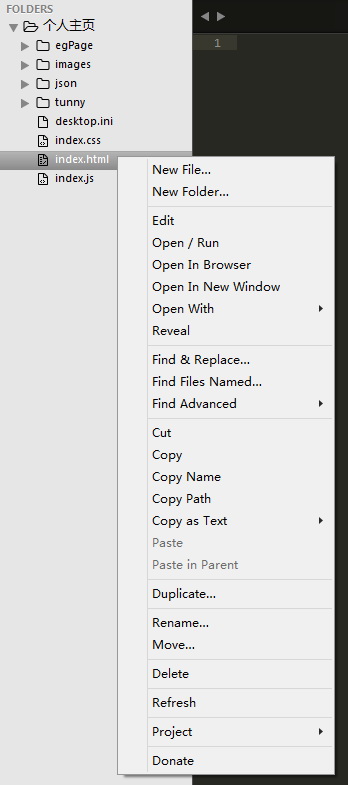 FOLDERS
个人主页
egPage
images
json
tunny
desktop.ini
index.css
index.html
index.js
1
New File...
New Folder...
Edit
Open / Run
Open In Browser
Open In New Window
Open With
Reveal
Find & Replace...
Find Files Named...
Find Advanced
Cut
Copy
Copy Name
Copy Path
Copy as Text
Paste
Paste in Parent
Duplicate...
Rename...
Move...
Delete
Refresh
Project
Donate